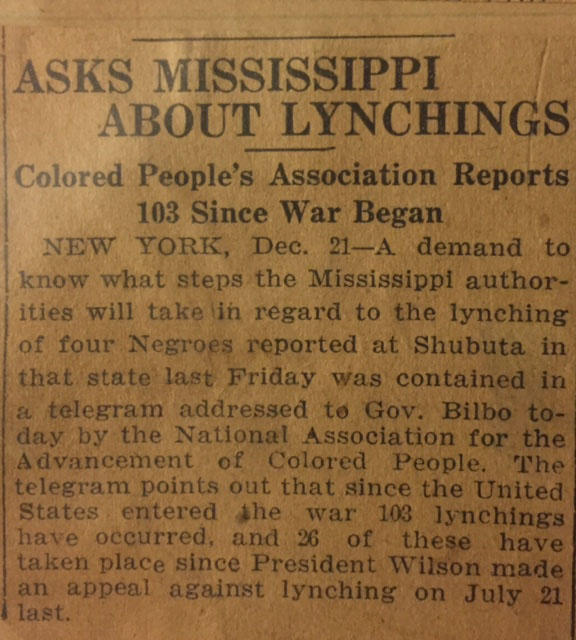 ASKS MISSISSIPPI
ABOUT LYNCHINGS
Colored People's Association Reports
103 Since War Began
NEW YORK, Dec. 21—A demand to
know what steps the Mississippi author-
ities will take in regard to the lynching
of four Negroes reported at Shubuta in
that state last Friday was contained in
a telegram addressed to Gov. Bilbo to-
day by the National Association for the
Advancement of Colored People. The
telegram points out that since the United
States entered the war 103 lynchings
have occurred, and 26 of these have
taken place since President Wilson made
an appeal against lynching on July 21
last.